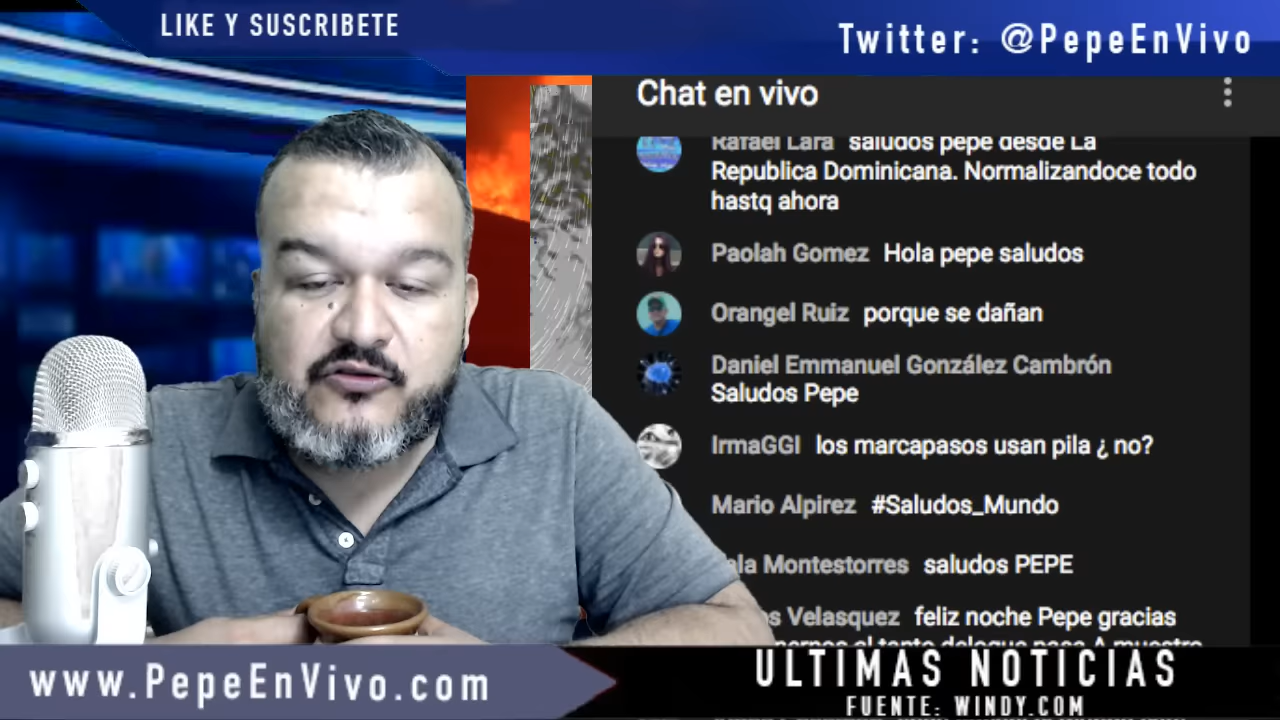 LIKE Y SUSCRIBETE
Twitter: @PepeEnVivo
Chat en vivo
Rafael Lara saludos pepe desde La
Republica Dominicana. Normalizandoce todo
hastq ahora
Paolah Gomez Hola pepe saludos
Orangel Ruiz porque se dañan
Daniel Emmanuel González Cambrón
Saludos Pepe
IrmaGGI los marcapasos usan pila ¿ no?
Mario Alpirez #Saludos_Mundo
Montestorres saludos PEPE
Velasquez feliz noche Pepe gracias
www.PepeEnVivo.com
ULTIMAS NOTICIAS
FUENTE: WINDY.COM